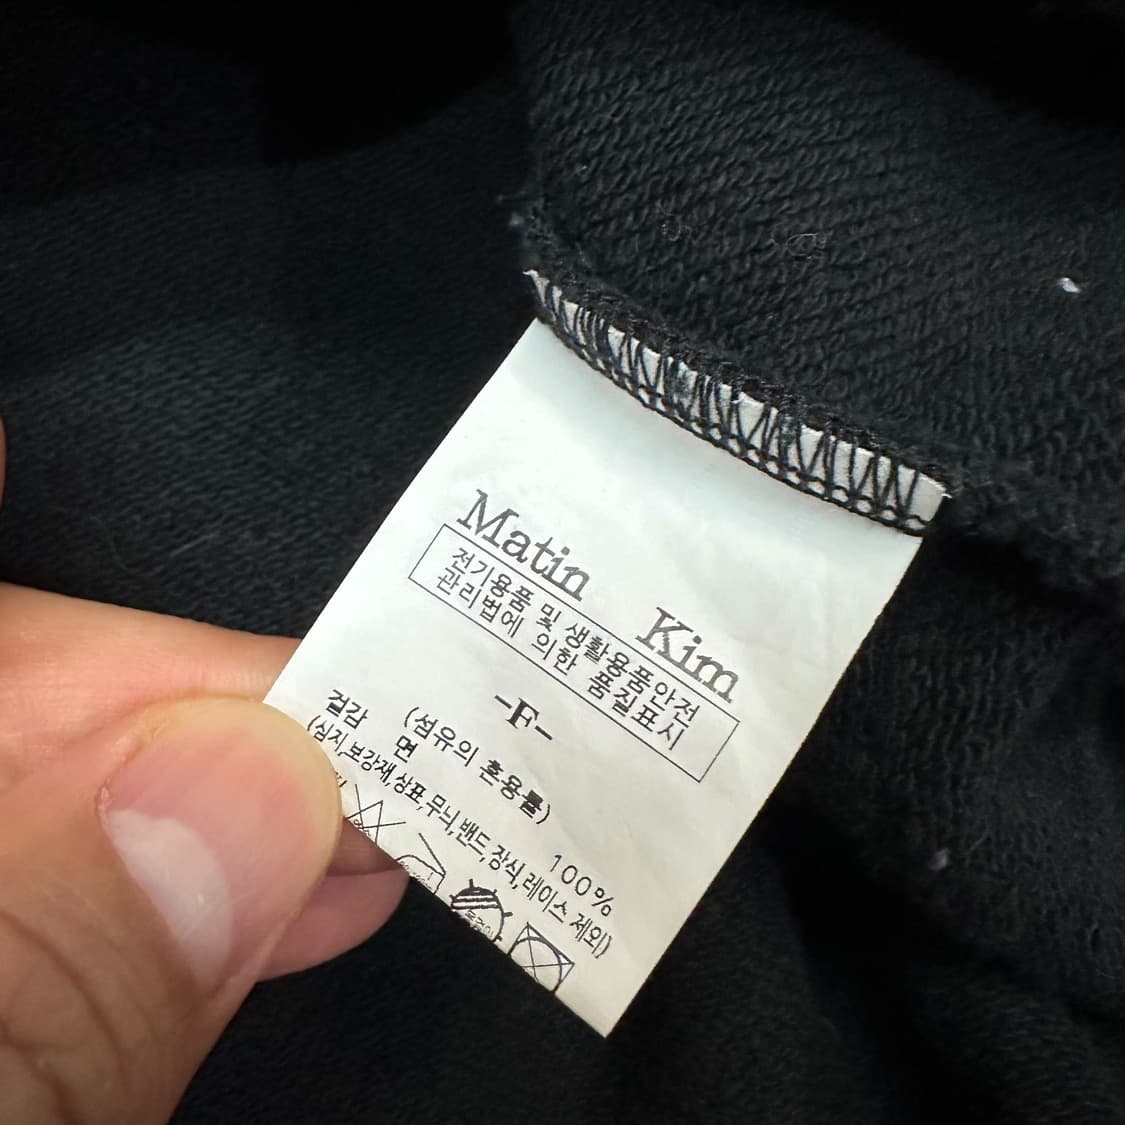 Matin Kim
전기용품 및 생활용품안전
관리법에 의한 품질표시
-F-
(섬유의 혼용률)
겉감 면 100%
(심지,보강재,상표,무늬,밴드,장식,레이스 제외)